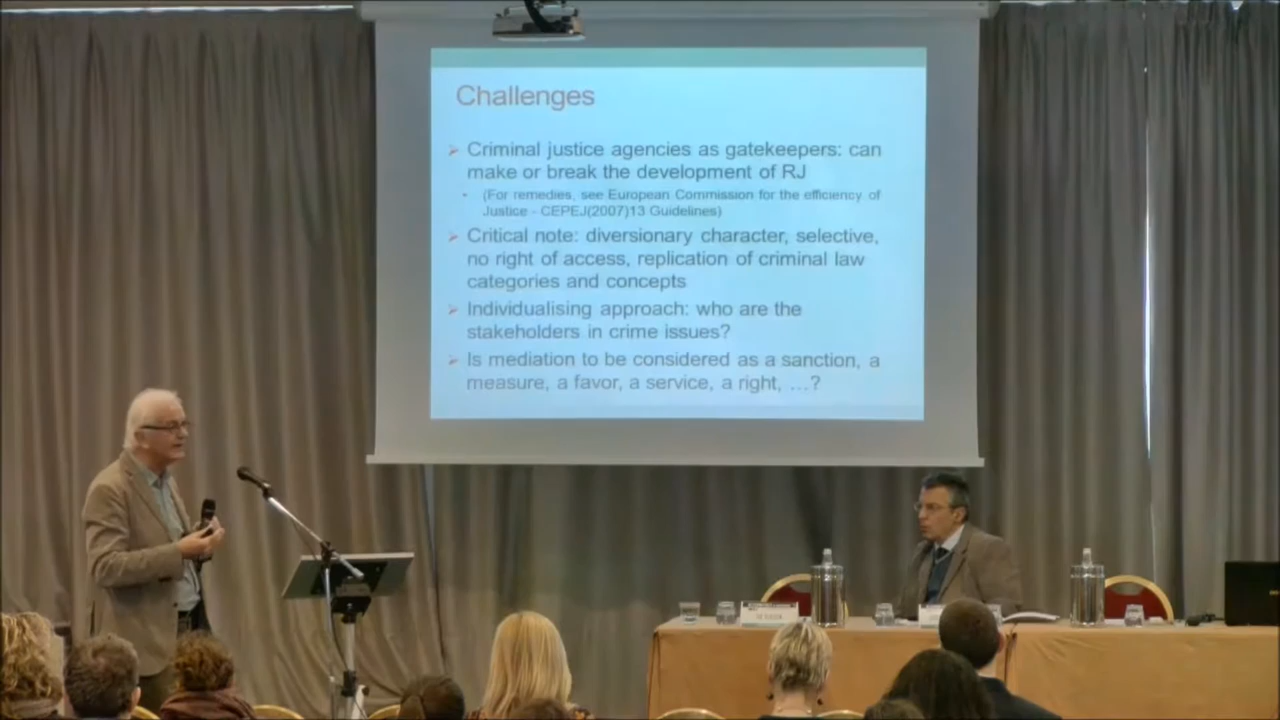 Challenges
Criminal justice agencies as gatekeepers: can
make or break the development of RJ
(For remedies, see European Commission for the efficiency of
Justice - CEPEJ(2007)13 Guidelines)
Critical note: diversionary character, selective,
no right of access, replication of criminal law
categories and concepts
Individualising approach: who are the
stakeholders in crime issues?
Is mediation to be considered as a sanction, a
measure, a favor, a service, a right, …?